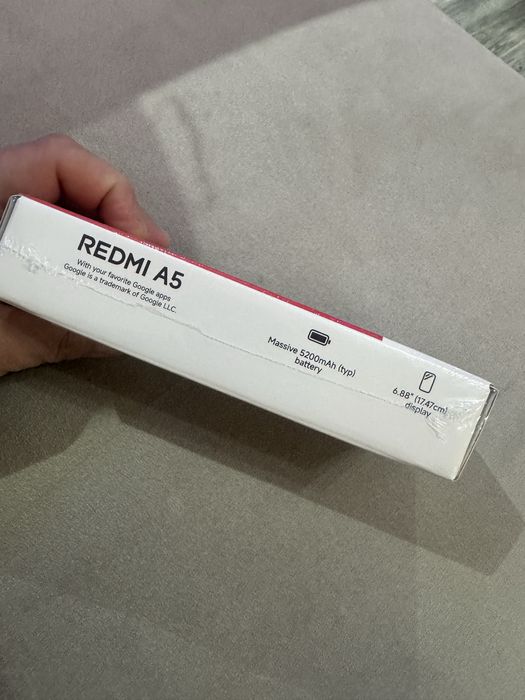 REDMI A5
With your favorite Google apps
Google is a trademark of Google LLC.
Massive 5200mAh (typ)
battery
6.88" (17.47cm)
display